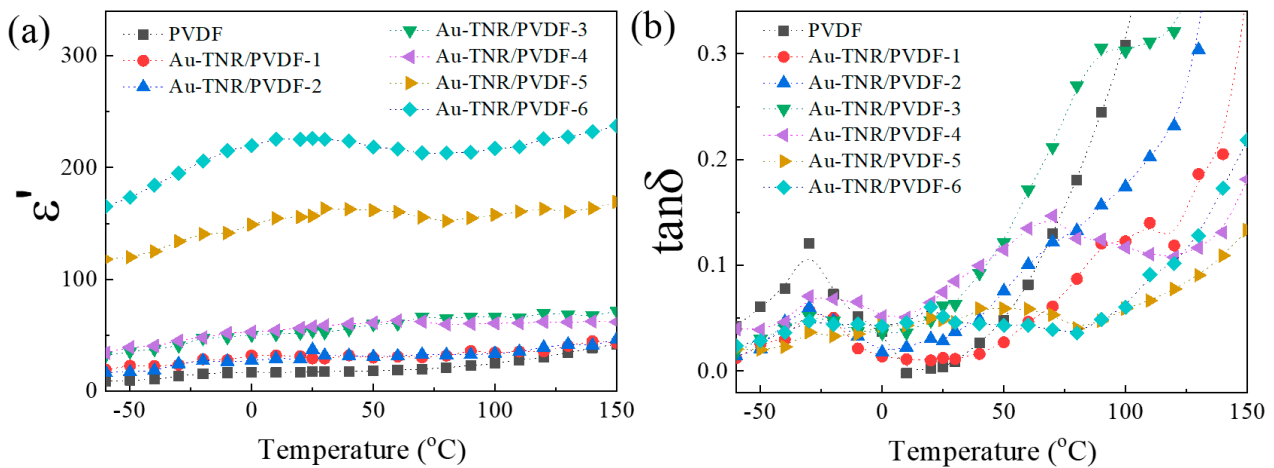 (a)
PVDF
Au-TNR/PVDF-1
Au-TNR/PVDF-2
Au-TNR/PVDF-3
Au-TNR/PVDF-4
Au-TNR/PVDF-5
Au-TNR/PVDF-6
300
200
100
0
ε'
-50 0 50 100 150
Temperature (°C)
(b)
PVDF
Au-TNR/PVDF-1
Au-TNR/PVDF-2
Au-TNR/PVDF-3
Au-TNR/PVDF-4
Au-TNR/PVDF-5
Au-TNR/PVDF-6
0.3
0.2
0.1
0.0
tanδ
-50 0 50 100 150
Temperature (°C)